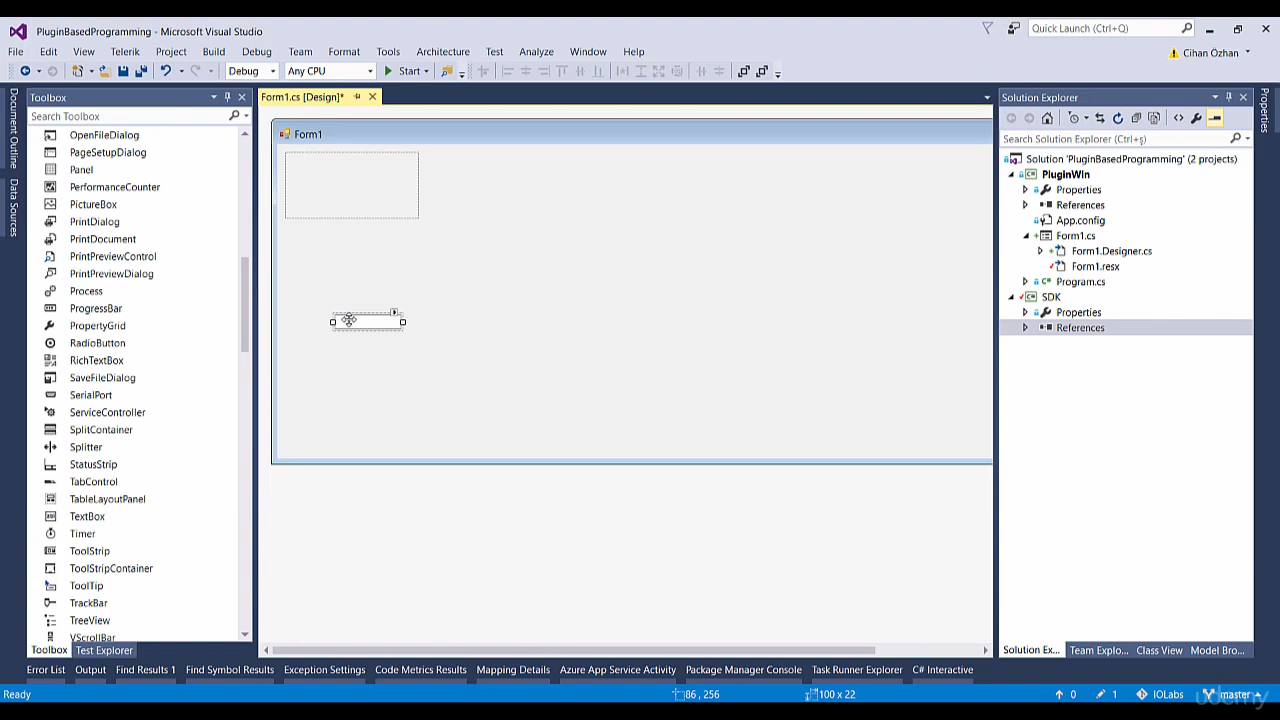 PluginBasedProgramming - Microsoft Visual Studio
Quick Launch (Ctrl+Q)
File Edit View Telerik Project Build Debug Team Format Tools Architecture Test Analyze Window Help
Cihan Özhan
Debug Any CPU Start
Document Outline
Data Sources
Toolbox
Search Toolbox
OpenFileDialog
PageSetupDialog
Panel
PerformanceCounter
PictureBox
PrintDialog
PrintDocument
PrintPreviewControl
PrintPreviewDialog
Process
ProgressBar
PropertyGrid
RadioButton
RichTextBox
SaveFileDialog
SerialPort
ServiceController
SplitContainer
Splitter
StatusStrip
TabControl
TableLayoutPanel
TextBox
Timer
ToolStrip
ToolStripContainer
ToolTip
TrackBar
TreeView
VScrollBar
Toolbox Test Explorer
Form1.cs [Design]*
Form1
Solution Explorer
Search Solution Explorer (Ctrl+ş)
Solution 'PluginBasedProgramming' (2 projects)
PluginWin
Properties
References
App.config
Form1.cs
Form1.Designer.cs
Form1.resx
Program.cs
SDK
Properties
References
Solution Ex... Team Explo... Class View Model Bro...
Properties
Error List Output Find Results 1 Find Symbol Results Exception Settings Code Metrics Results Mapping Details Azure App Service Activity Package Manager Console Task Runner Explorer C# Interactive
Ready 86 , 256 100 x 22 0 1 IOLabs master
udemy